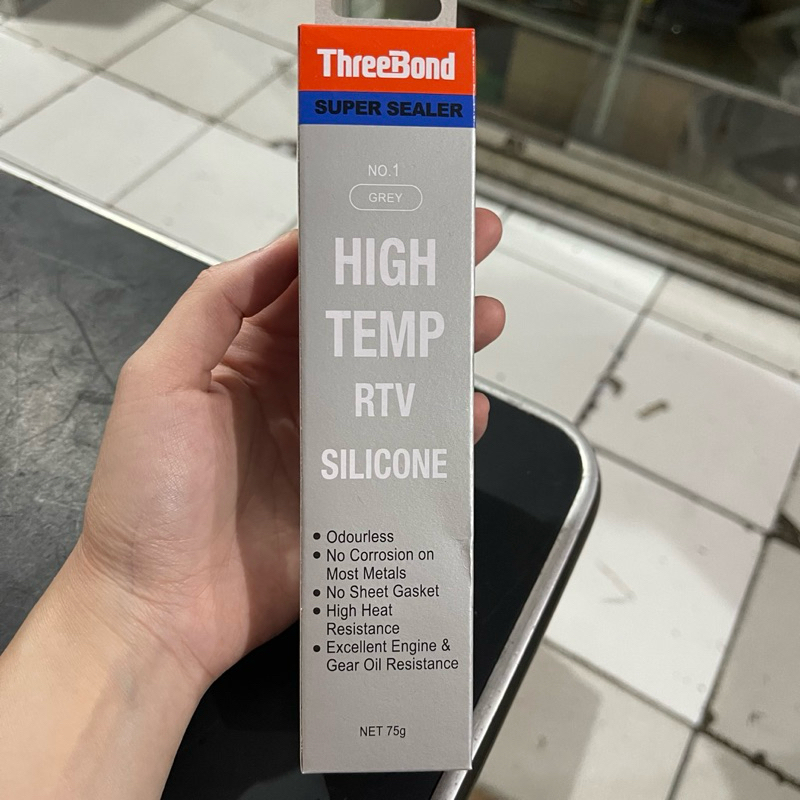 ThreeBond
SUPER SEALER
NO.1
GREY
HIGH
TEMP
RTV
SILICONE
• Odourless
• No Corrosion on
Most Metals
• No Sheet Gasket
• High Heat
Resistance
• Excellent Engine &
Gear Oil Resistance
NET 75g